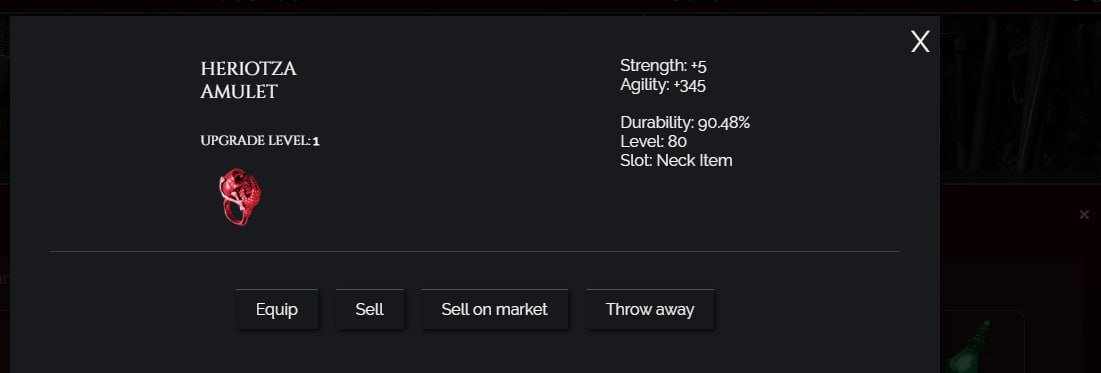 X
HERIOTZA
AMULET
UPGRADE LEVEL: 1
Strength: +5
Agility: +345
Durability: 90.48%
Level: 80
Slot: Neck Item
Equip
Sell
Sell on market
Throw away